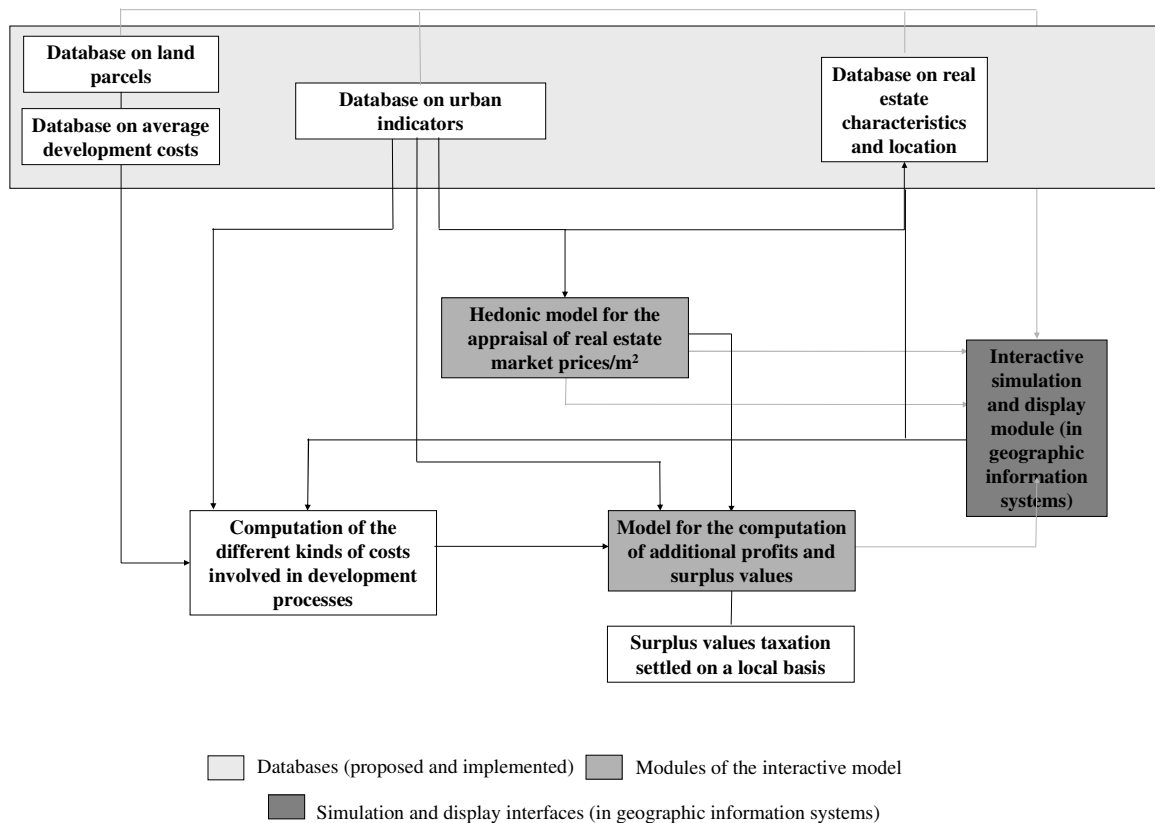 Database on land
parcels
Database on average
development costs
Database on urban
indicators
Database on real
estate
characteristics
and location
Hedonic model for the
appraisal of real estate
market prices/m²
Interactive
simulation
and display
module (in
geographic
information
systems)
Computation of the
different kinds of costs
involved in development
processes
Model for the computation
of additional profits and
surplus values
Surplus values taxation
settled on a local basis
Databases (proposed and implemented)
Modules of the interactive model
Simulation and display interfaces (in geographic information systems)